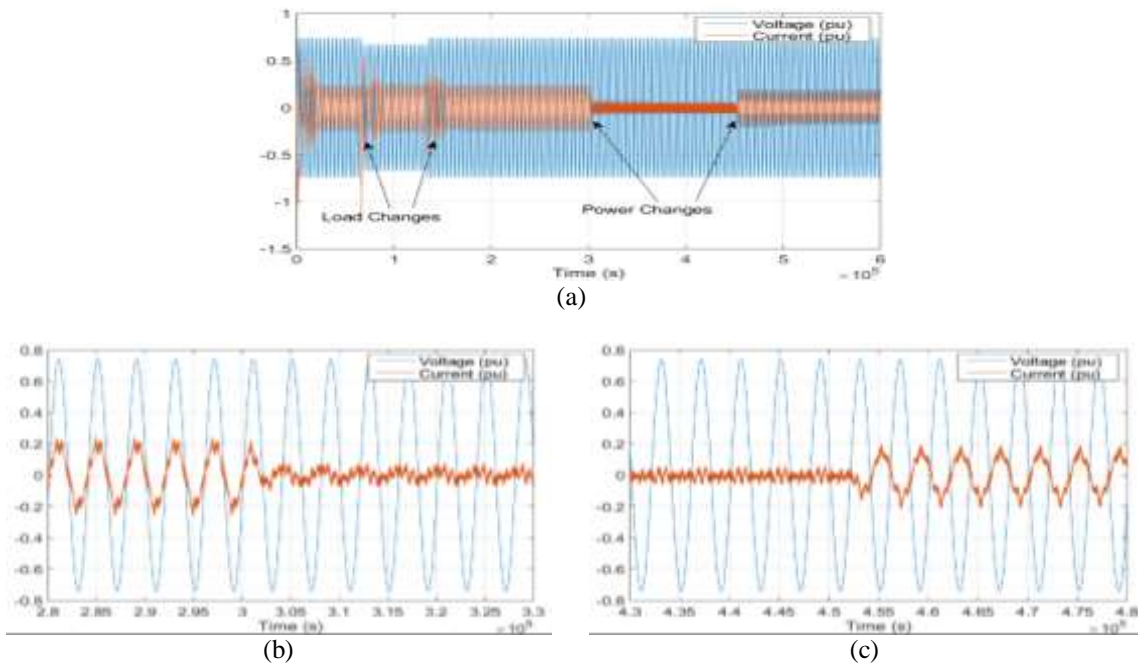 1
Voltage (pu)
Current (pu)
0.5
0
-0.5
-1
-1.5
Load Changes
Power Changes
0 1 2 3 4 5 6
Time (s)
(a)
0.8
0.6
0.4
0.2
0
-0.2
-0.4
-0.6
-0.8
Voltage (pu)
Current (pu)
2.8 2.85 2.9 2.95 3 3.05 3.1 3.15 3.2 3.25 3.3
Time (s)
(b)
0.8
0.6
0.4
0.2
0
-0.2
-0.4
-0.6
-0.8
Voltage (pu)
Current (pu)
4.3 4.35 4.4 4.45 4.5 4.55 4.6 4.65 4.7 4.75 4.8
Time (s)
(c)